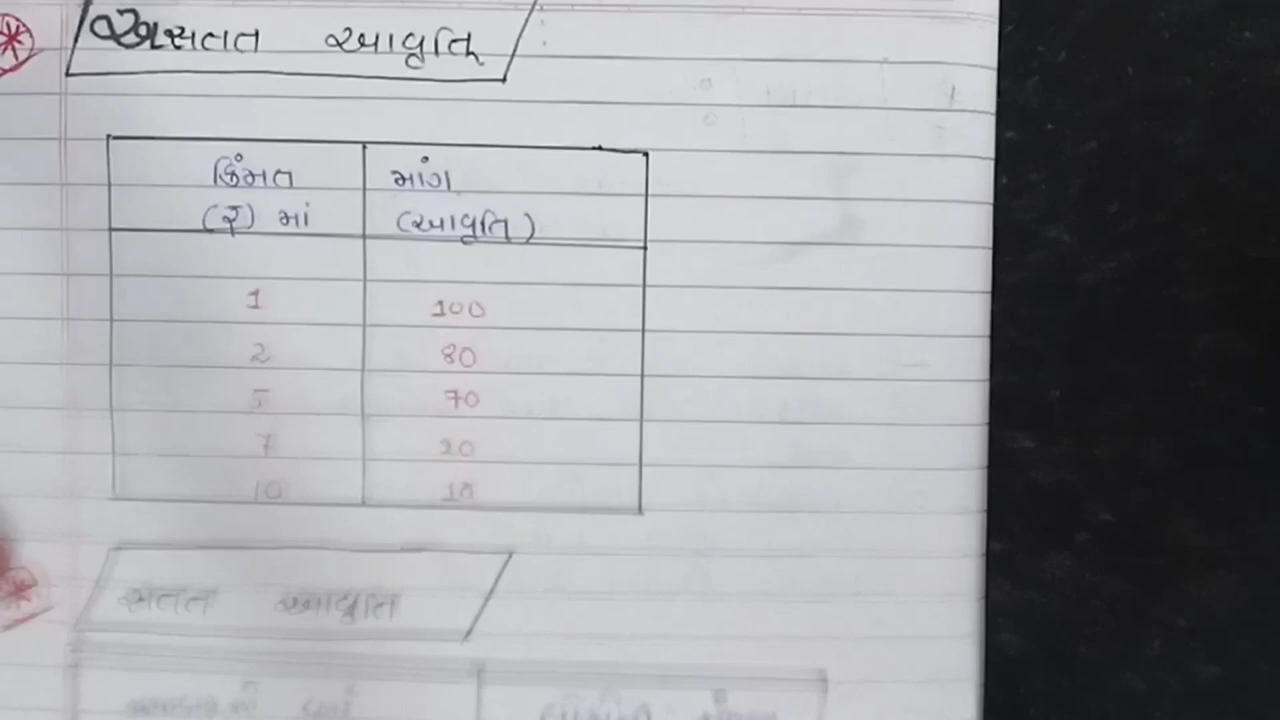 અસતત આવૃતિ
કિંમત માંગ
(₹) માં (આવૃતિ)
1 100
2 80
5 70
7 20
10 10
સતત આવૃતિ